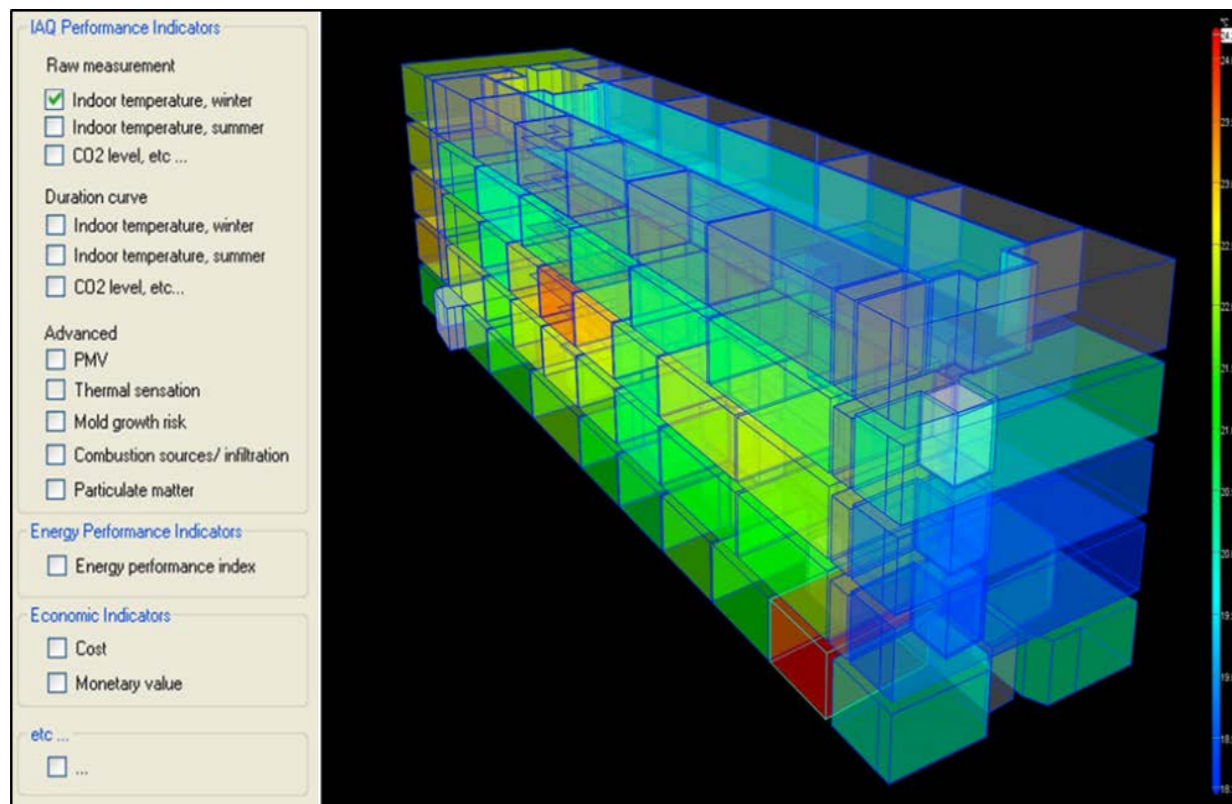 IAQ Performance Indicators
Raw measurement
Indoor temperature, winter
Indoor temperature, summer
CO2 level, etc ...
Duration curve
Indoor temperature, winter
Indoor temperature, summer
CO2 level, etc...
Advanced
PMV
Thermal sensation
Mold growth risk
Combustion sources/ infiltration
Particulate matter
Energy Performance Indicators
Energy performance index
Economic Indicators
Cost
Monetary value
etc ...
...
°C